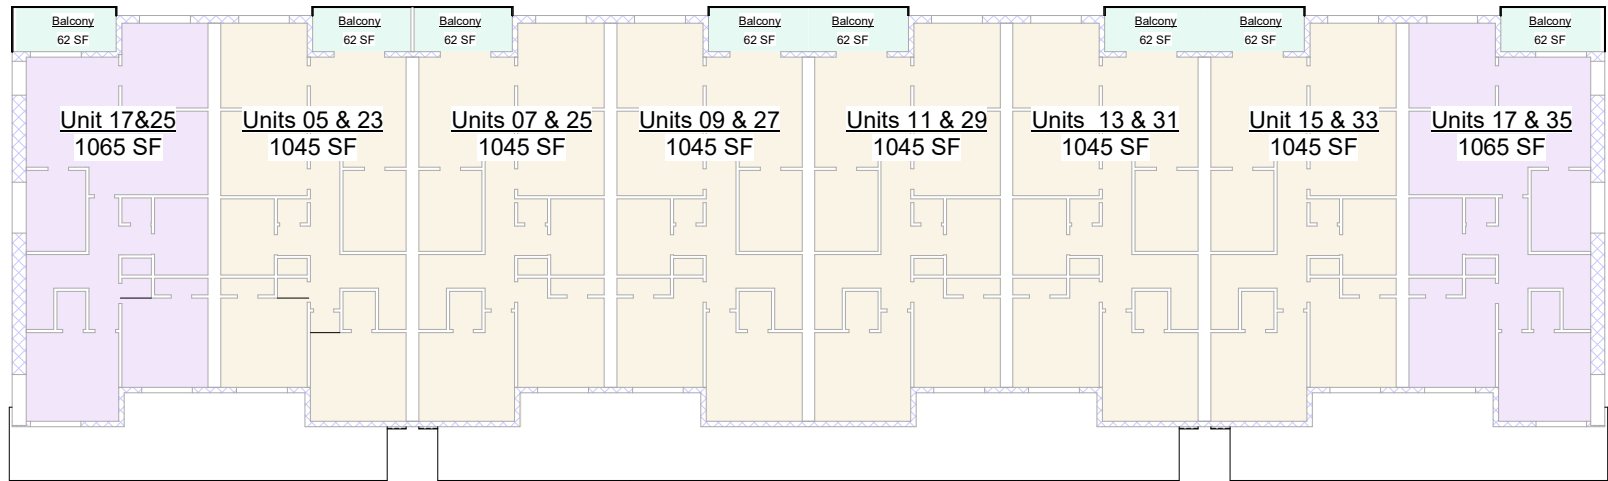 Balcony
62 SF
Balcony
62 SF
Balcony
62 SF
Balcony
62 SF
Balcony
62 SF
Balcony
62 SF
Balcony
62 SF
Balcony
62 SF
Unit 17&25
1065 SF
Units 05 & 23
1045 SF
Units 07 & 25
1045 SF
Units 09 & 27
1045 SF
Units 11 & 29
1045 SF
Units  13 & 31
1045 SF
Unit 15 & 33
1045 SF
Units 17 & 35
1065 SF